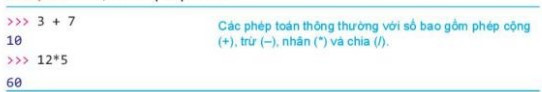 >>> 3 + 7
10
>>> 12*5
60
Các phép toán thông thường với số bao gồm phép cộng
(+), trừ (–), nhân (*) và chia (/).